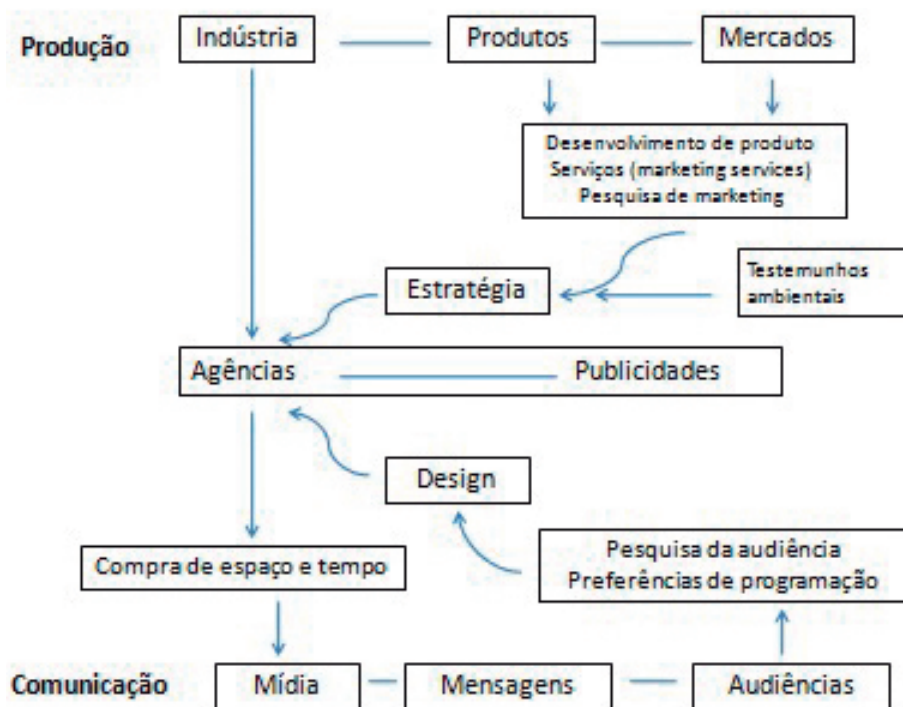 Produção
Indústria
Produtos
Mercados
Desenvolvimento de produto
Serviços (marketing services)
Pesquisa de marketing
Estratégia
Testemunhos
ambientais
Agências
Publicidades
Design
Compra de espaço e tempo
Pesquisa da audiência
Preferências de programação
Comunicação
Mídia
Mensagens
Audiências